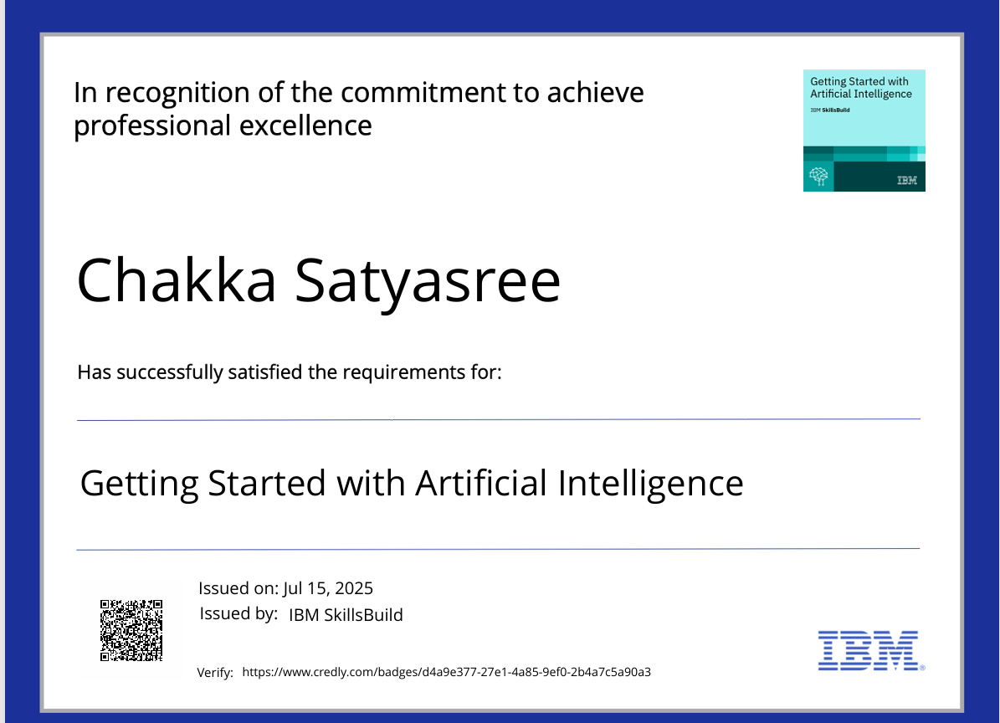 In recognition of the commitment to achieve
professional excellence
Getting Started with
Artificial Intelligence
IBM SkillsBuild
IBM
Chakka Satyasree
Has successfully satisfied the requirements for:
Getting Started with Artificial Intelligence
Issued on: Jul 15, 2025
Issued by: IBM SkillsBuild
Verify: https://www.credly.com/badges/d4a9e377-27e1-4a85-9ef0-2b4a7c5a90a3
IBM®